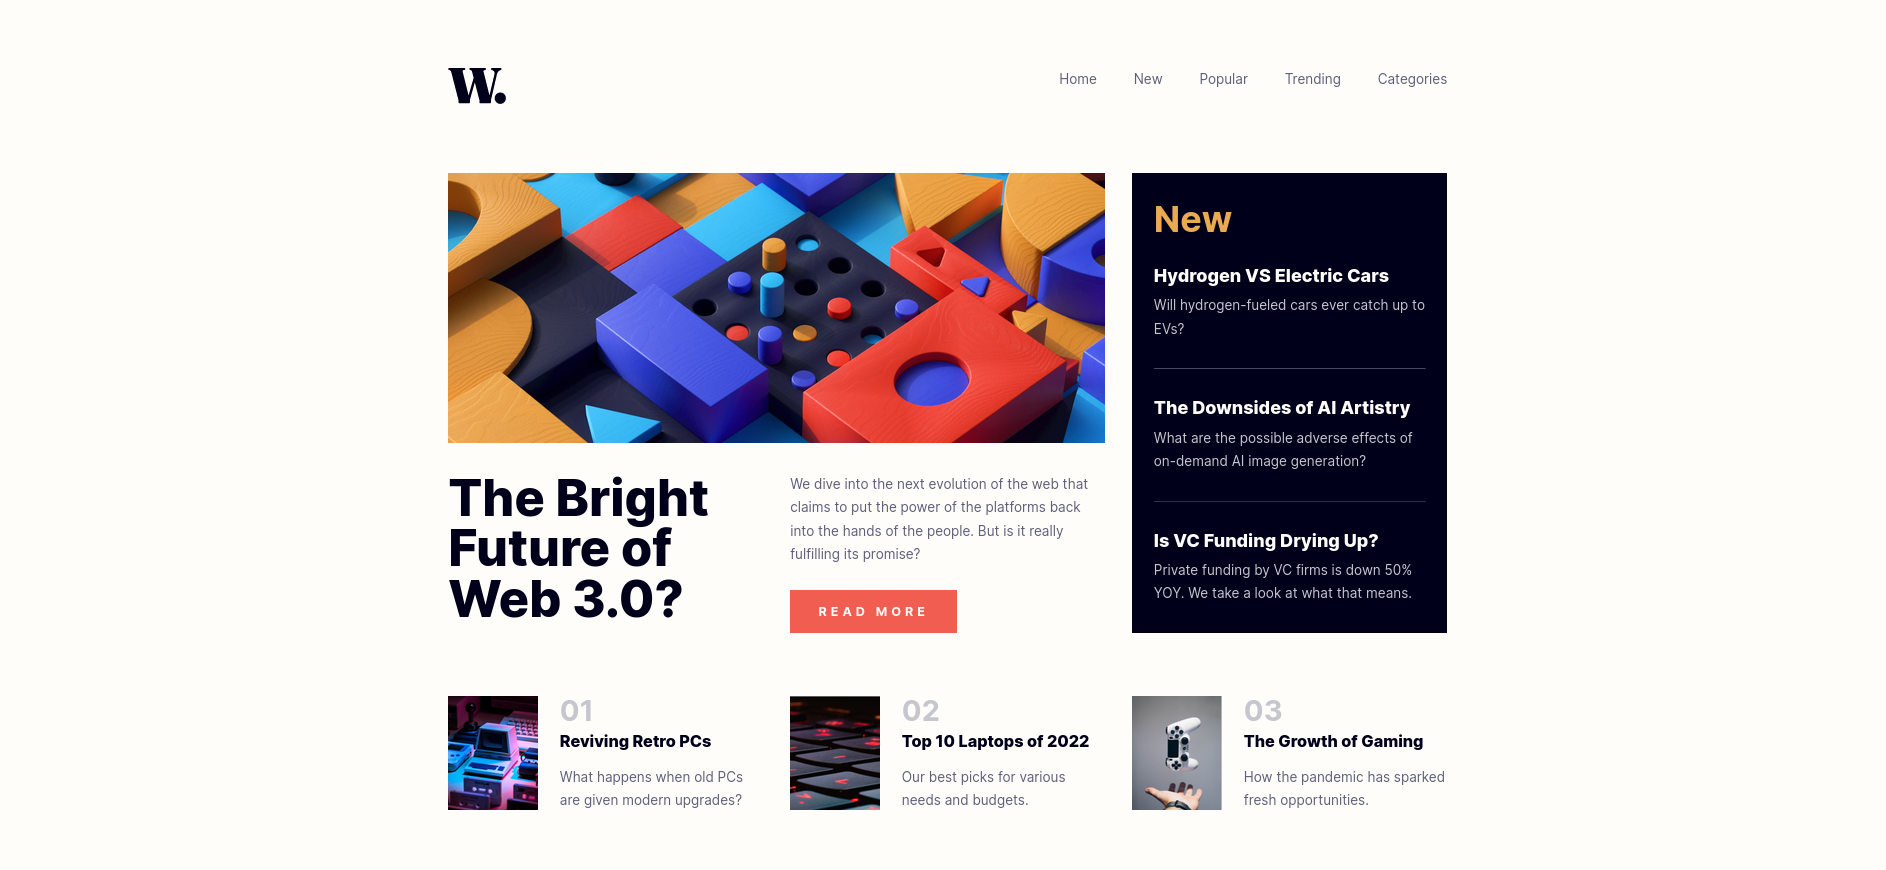 W.
Home
New
Popular
Trending
Categories
The Bright
Future of
Web 3.0?
We dive into the next evolution of the web that
claims to put the power of the platforms back
into the hands of the people. But is it really
fulfilling its promise?
READ MORE
New
Hydrogen VS Electric Cars
Will hydrogen-fueled cars ever catch up to
EVs?
The Downsides of AI Artistry
What are the possible adverse effects of
on-demand AI image generation?
Is VC Funding Drying Up?
Private funding by VC firms is down 50%
YOY. We take a look at what that means.
01
Reviving Retro PCs
What happens when old PCs
are given modern upgrades?
02
Top 10 Laptops of 2022
Our best picks for various
needs and budgets.
03
The Growth of Gaming
How the pandemic has sparked
fresh opportunities.